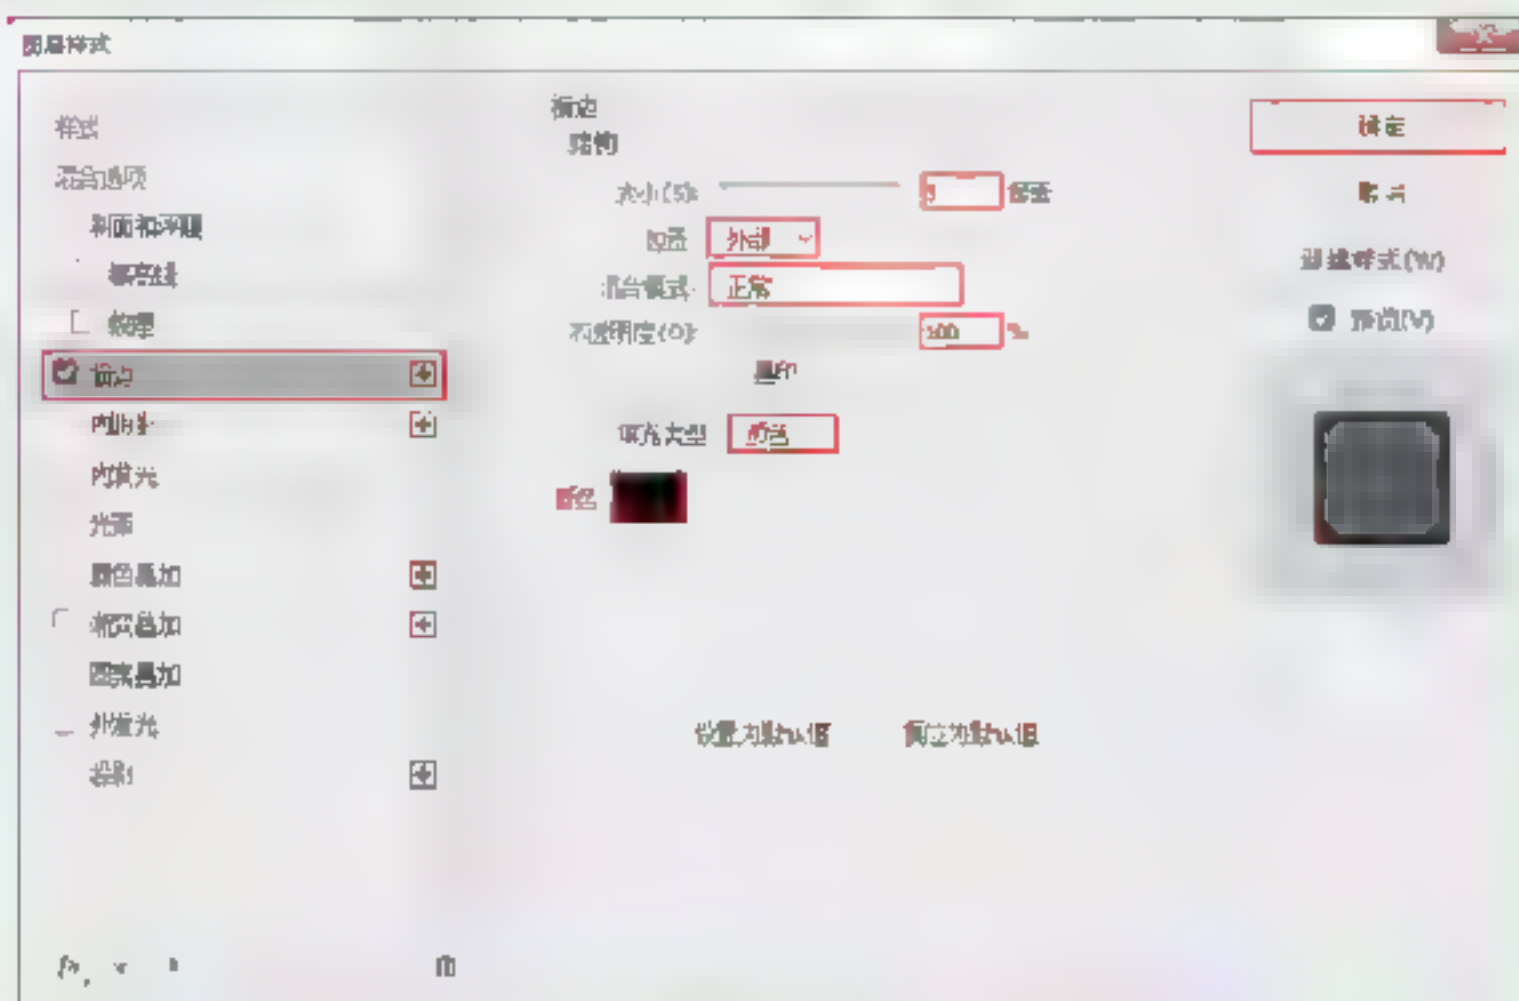 图层样式
样式
混合选项
斜面和浮雕
等高线
纹理
描边
内阴影
内发光
光泽
颜色叠加
渐变叠加
图案叠加
外发光
投影
描边
结构
大小(S):
像素
位置:
外部
混合模式:
正常
不透明度(O):
100
%
叠印
填充类型:
颜色
颜色:
设置为默认值
复位为默认值
确定
取消
新建样式(W)...
预览(V)
fx